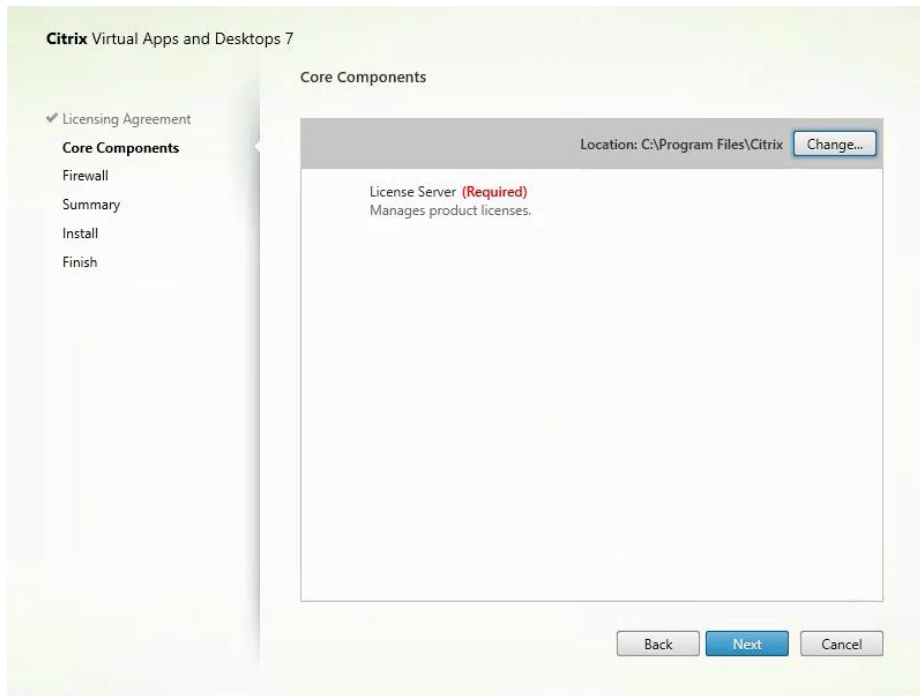 Citrix Virtual Apps and Desktops 7
Core Components
✔ Licensing Agreement
Core Components
Firewall
Summary
Install
Finish
Location: C:\Program Files\Citrix
Change...
License Server (Required)
Manages product licenses.
Back
Next
Cancel